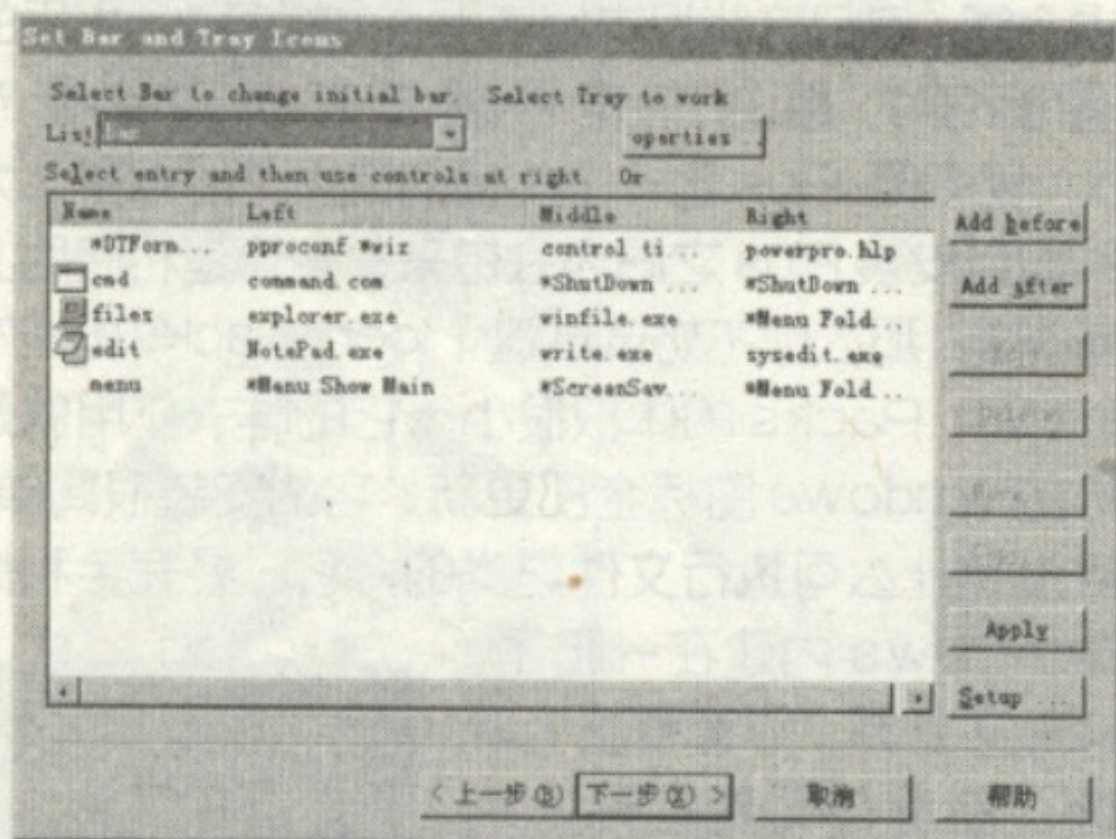 Set Bar and Tray Icons
Select Bar to change initial bar. Select Tray to work
List Bar operties ..
Select entry and then use controls at right. Or
Name Left Middle Right
*DTForm... pproconf *wiz control ti... powerpro.hlp
cmd command.com *ShutDown ... *ShutDown ...
files explorer.exe winfile.exe *Menu Fold...
edit NotePad.exe write.exe sysedit.exe
menu *Menu Show Main *ScreenSav... *Menu Fold...
Add before
Add after
Edit
Delete
Apply
Setup ...
< 上一步(B) 下一步(X) > 取消 帮助